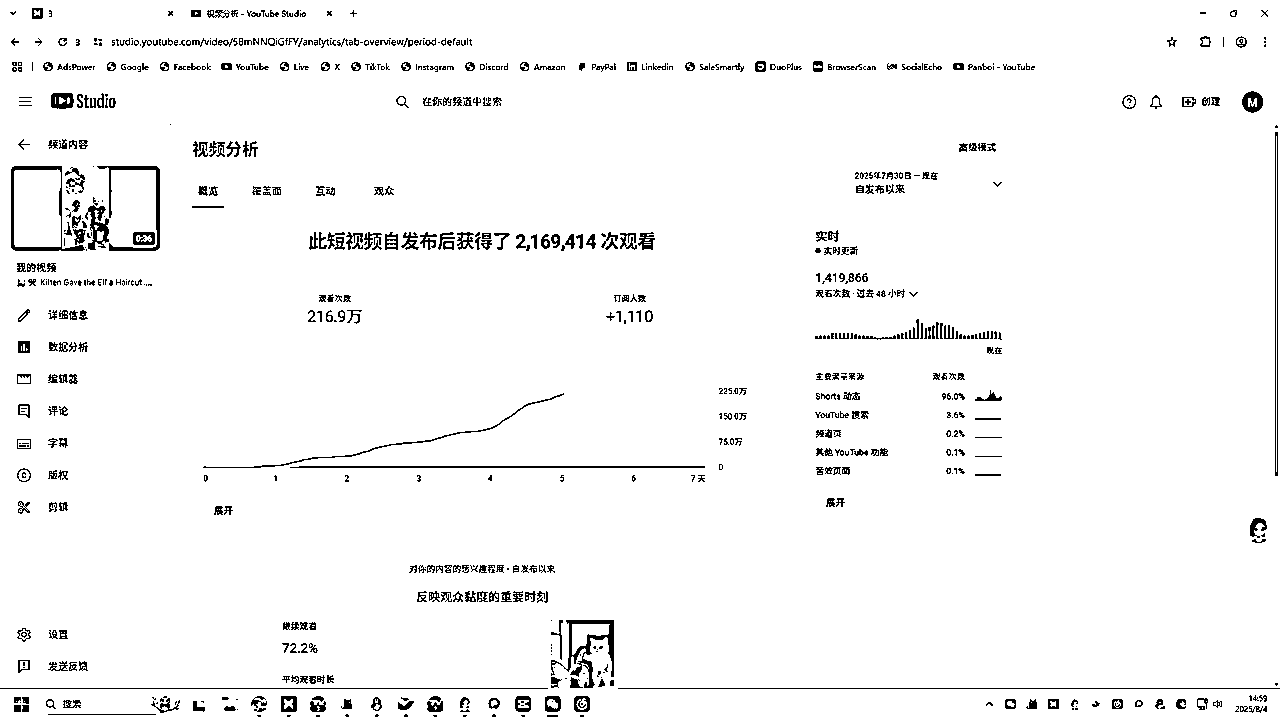 3
视频分析 - YouTube Studio
3
studio.youtube.com/video/S8mNNQiGfFY/analytics/tab-overview/period-default
AdsPower Google Facebook YouTube Live X TikTok Instagram Discord Amazon PayPal Linkedin SaleSmartly DuoPlus BrowserScan SocialEcho Panboi - YouTube
Studio
在你的频道中搜索
创建
M
频道内容
0:36
我的视频
Kitten Gave the Elf a Haircut ...
详细信息
数据分析
编辑器
评论
字幕
版权
剪辑
设置
发送反馈
视频分析
高级模式
概览 覆盖面 互动 观众
2025年7月30日 – 现在
自发布以来
此短视频自发布后获得了 2,169,414 次观看
观看次数
216.9万
订阅人数
+1,110
225.0万
150.0万
75.0万
0
0 1 2 3 4 5 6 7 天
展开
实时
实时更新
1,419,866
观看次数 · 过去 48 小时
现在
主要流量来源 观看次数
Shorts 动态 96.0%
YouTube 搜索 3.6%
频道页 0.2%
其他 YouTube 功能 0.1%
音效页面 0.1%
展开
对你的内容的感兴趣程度 · 自发布以来
反映观众黏度的重要时刻
继续观看
72.2%
平均观看时长
搜索
14:59
2025/8/4